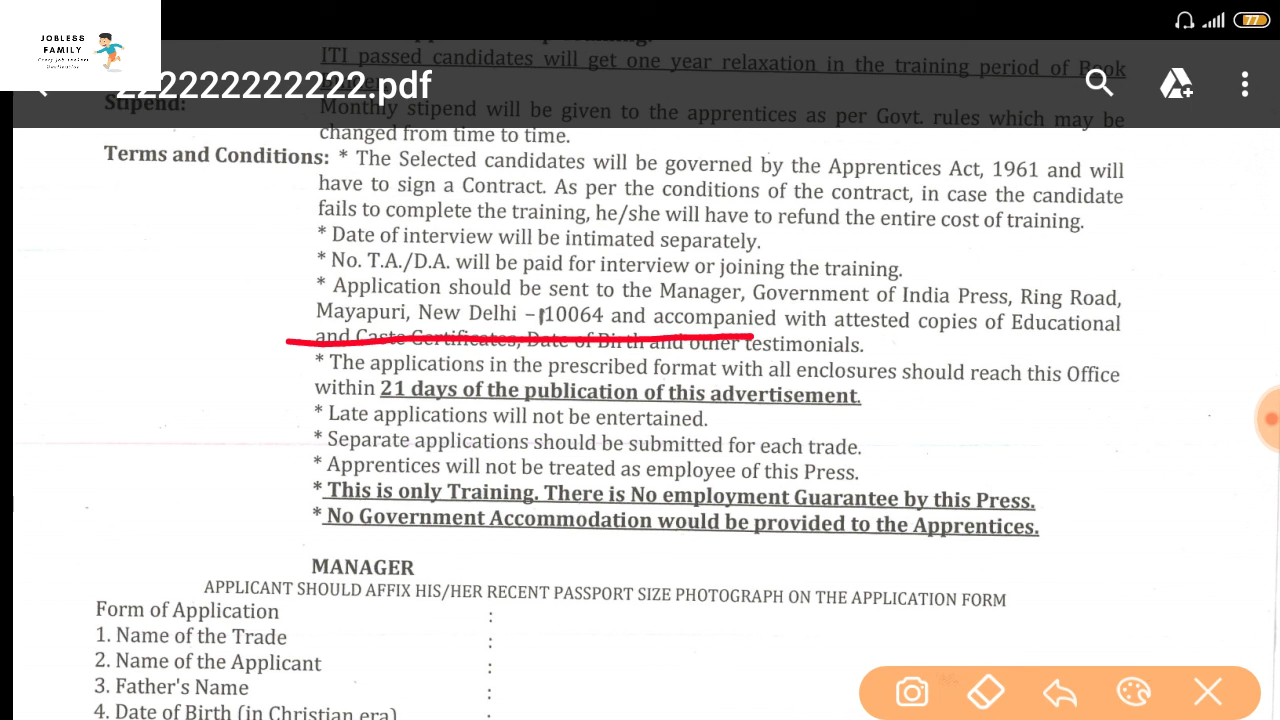 77
JOBLESS
FAMILY
ITI passed candidates will get one year relaxation in the training period of Book
222222222222.pdf
Stipend:
Monthly stipend will be given to the apprentices as per Govt. rules which may be
changed from time to time.
Terms and Conditions: * The Selected candidates will be governed by the Apprentices Act, 1961 and will
have to sign a Contract. As per the conditions of the contract, in case the candidate
fails to complete the training, he/she will have to refund the entire cost of training.
* Date of interview will be intimated separately.
* No. T.A./D.A. will be paid for interview or joining the training.
* Application should be sent to the Manager, Government of India Press, Ring Road,
Mayapuri, New Delhi – 110064 and accompanied with attested copies of Educational
and Caste Certificates, Date of Birth and other testimonials.
* The applications in the prescribed format with all enclosures should reach this Office
within 21 days of the publication of this advertisement.
* Late applications will not be entertained.
* Separate applications should be submitted for each trade.
* Apprentices will not be treated as employee of this Press.
* This is only Training. There is No employment Guarantee by this Press.
* No Government Accommodation would be provided to the Apprentices.
MANAGER
APPLICANT SHOULD AFFIX HIS/HER RECENT PASSPORT SIZE PHOTOGRAPH ON THE APPLICATION FORM
Form of Application :
1. Name of the Trade :
2. Name of the Applicant :
3. Father's Name :
4. Date of Birth (in Christian era) :